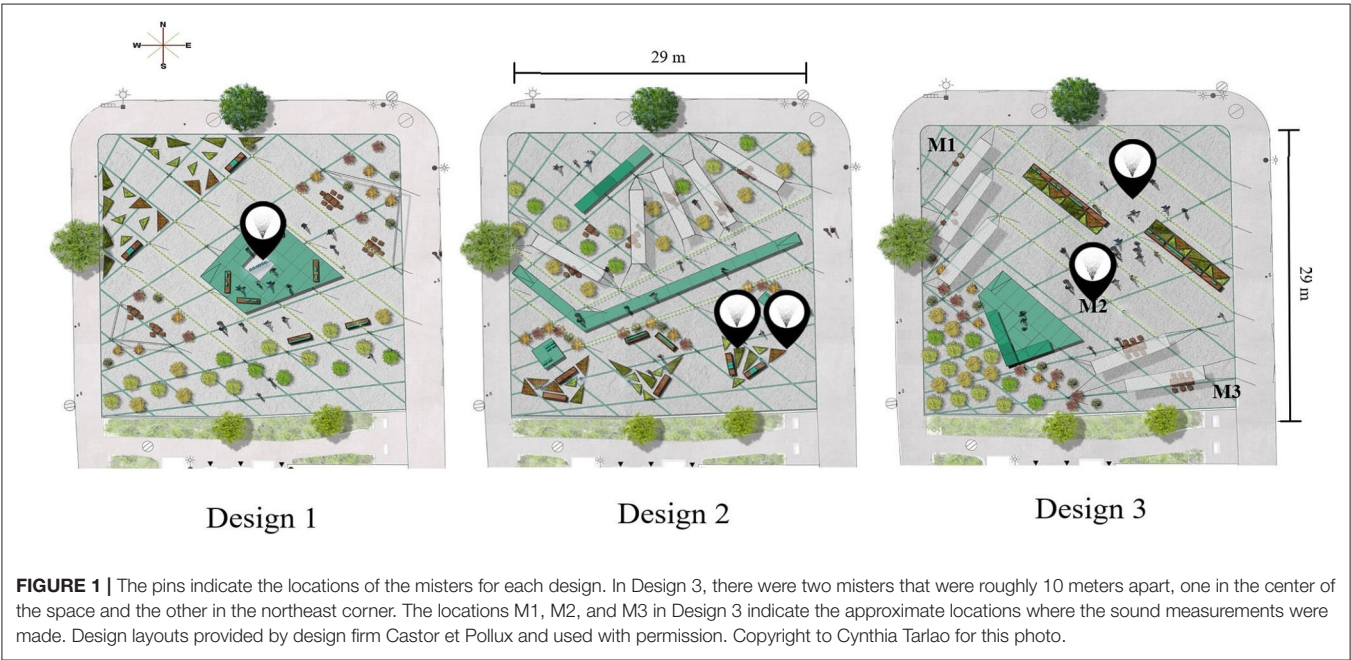 N
W E
S
29 m
M1
M2
M3
29 m
Design 1
Design 2
Design 3
FIGURE 1 | The pins indicate the locations of the misters for each design. In Design 3, there were two misters that were roughly 10 meters apart, one in the center of
the space and the other in the northeast corner. The locations M1, M2, and M3 in Design 3 indicate the approximate locations where the sound measurements were
made. Design layouts provided by design firm Castor et Pollux and used with permission. Copyright to Cynthia Tarlao for this photo.